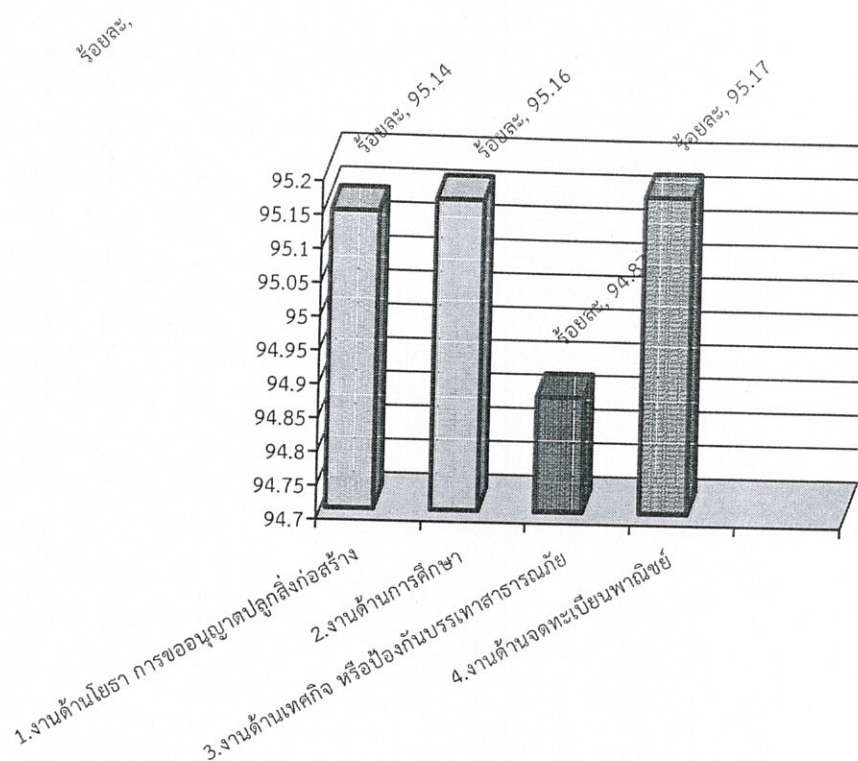 ร้อยละ,
ร้อยละ, 95.14
ร้อยละ, 95.16
ร้อยละ, 95.17
ร้อยละ,
95.2
95.15
95.1
95.05
95
94.95
94.9
94.85
94.8
94.75
94.7
1.งานด้านโยธา การขออนุญาตปลูกสิ่งก่อสร้าง
2.งานด้านการศึกษา
3.งานด้านเทศกิจ หรือป้องกันบรรเทาสาธารณภัย
4.งานด้านจดทะเบียนพาณิชย์